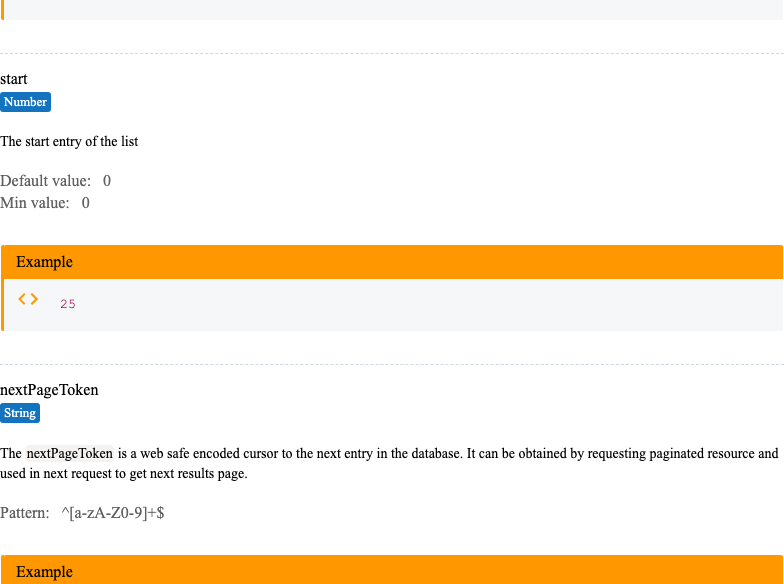 start
Number
The start entry of the list
Default value: 0
Min value: 0
Example
<> 25
nextPageToken
String
The nextPageToken is a web safe encoded cursor to the next entry in the database. It can be obtained by requesting paginated resource and
used in next request to get next results page.
Pattern: ^[a-zA-Z0-9]+$
Example